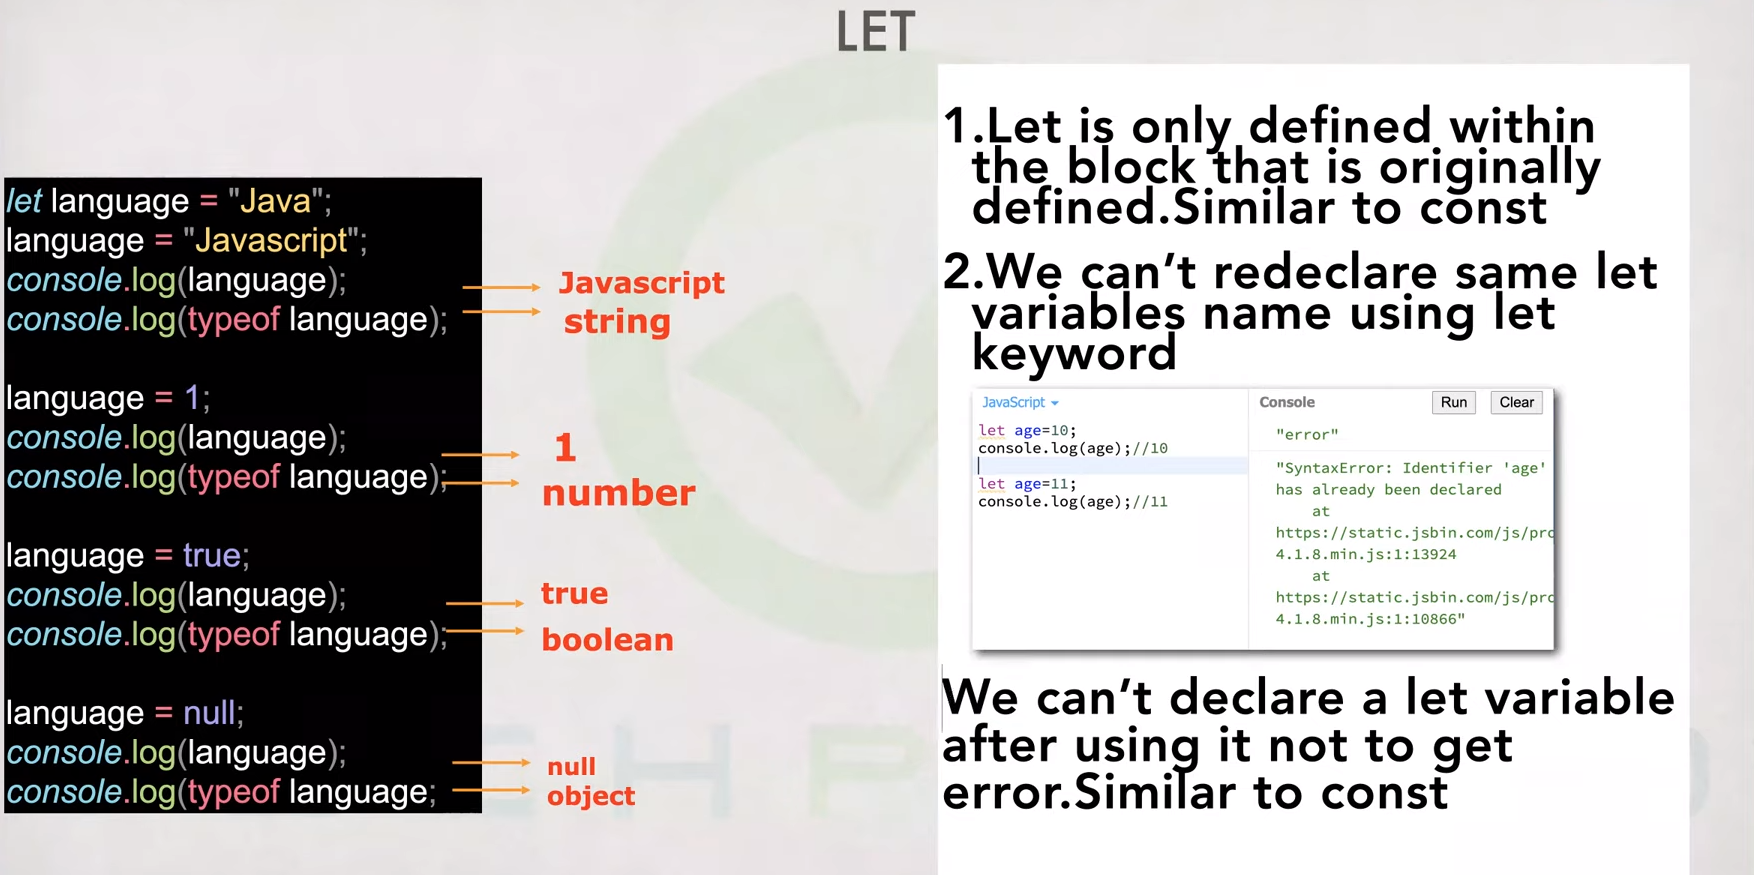 LET
let language = "Java";
language = "Javascript";
console.log(language);
console.log(typeof language);
Javascript
string
language = 1;
console.log(language);
console.log(typeof language);
1
number
language = true;
console.log(language);
console.log(typeof language);
true
boolean
language = null;
console.log(language);
console.log(typeof language;
null
object
1.Let is only defined within
the block that is originally
defined.Similar to const
2.We can’t redeclare same let
variables name using let
keyword
JavaScript
let age=10;
console.log(age);//10
let age=11;
console.log(age);//11
Console
Run
Clear
"error"
"SyntaxError: Identifier 'age'
has already been declared
at
https://static.jsbin.com/js/pro
4.1.8.min.js:1:13924
at
https://static.jsbin.com/js/pro
4.1.8.min.js:1:10866"
We can’t declare a let variable
after using it not to get
error.Similar to const